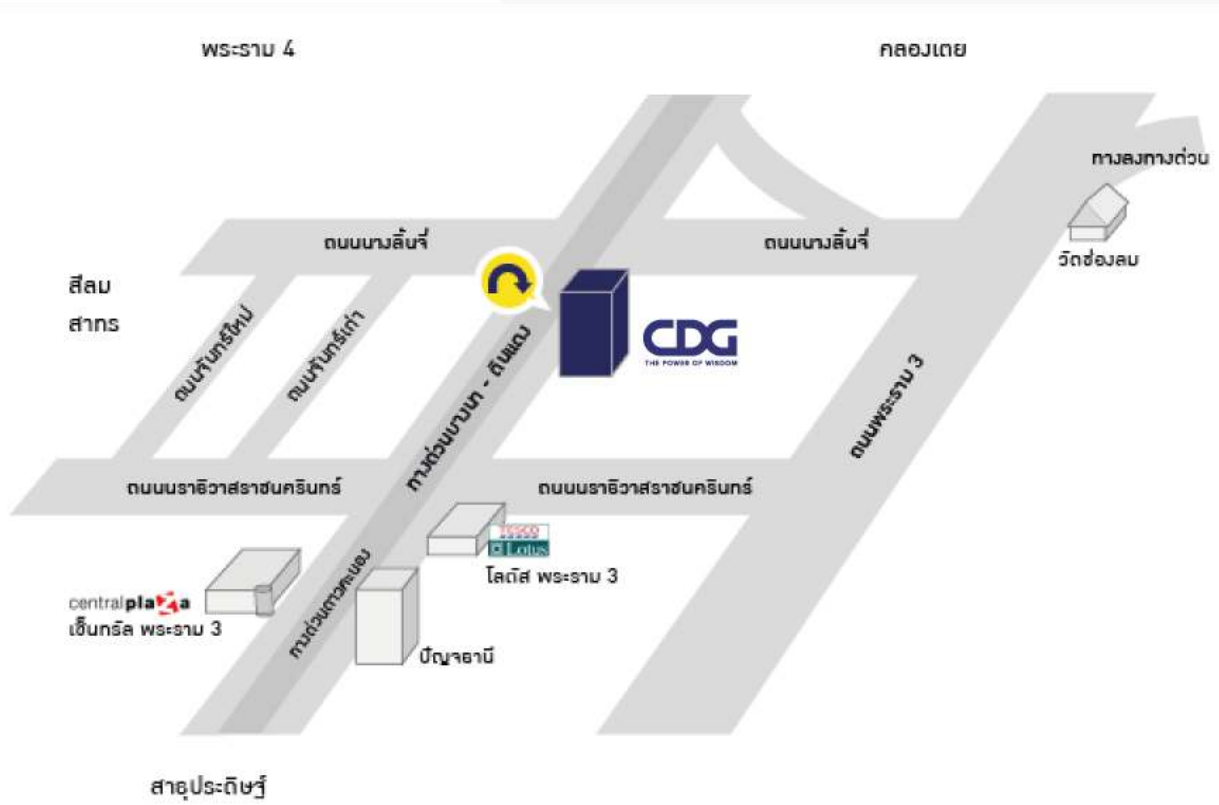 พระราม 4
คลองเตย
ทางลงทางด่วน
วัดช่องลม
ถนนนางลิ้นจี่
ถนนนางลิ้นจี่
สีลม
สาทร
ถนนจันทร์ใหม่
ถนนจันทร์เก่า
ทางด่วนบางนา - ดินแดง
CDG
THE POWER OF WISDOM
ถนนพระราม 3
ถนนนราธิวาสราชนครินทร์
ถนนนราธิวาสราชนครินทร์
TESCO
Lotus
โลตัส พระราม 3
centralplaza
เซ็นทรัล พระราม 3
ทางด่วนดาวคะนอง
ปัญจธานี
สาธุประดิษฐ์